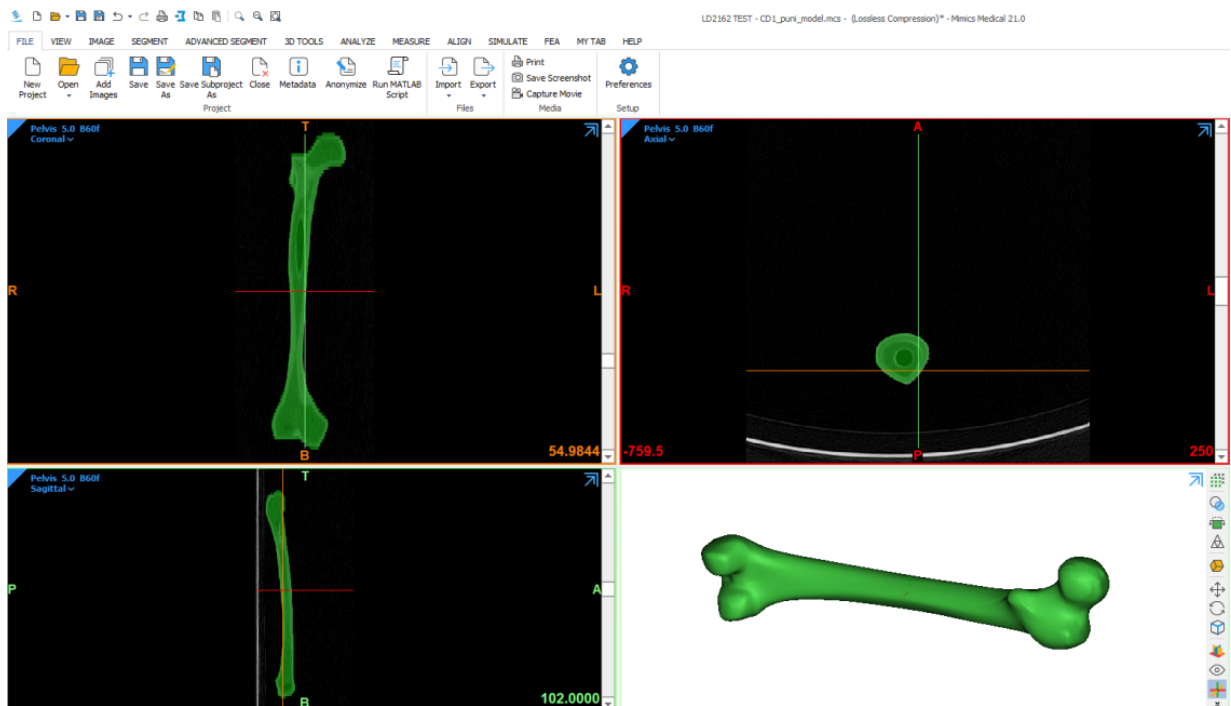 LD2162 TEST - CD1_puni_model.mcs - (Lossless Compression)* - Mimics Medical 21.0
FILE VIEW IMAGE SEGMENT ADVANCED SEGMENT 3D TOOLS ANALYZE MEASURE ALIGN SIMULATE FEA MY TAB HELP
New Project
Open
Add Images
Save
Save As
Save Subproject As
Close
Metadata
Anonymize
Run MATLAB Script
Import
Export
Print
Save Screenshot
Capture Movie
Preferences
Project
Files
Media
Setup
Pelvis 5.0 B60f
Coronal
T
R
L
B
54.9844
Pelvis 5.0 B60f
Axial
A
R
L
-759.5
P
250
Pelvis 5.0 B60f
Sagittal
T
P
A
B
102.0000